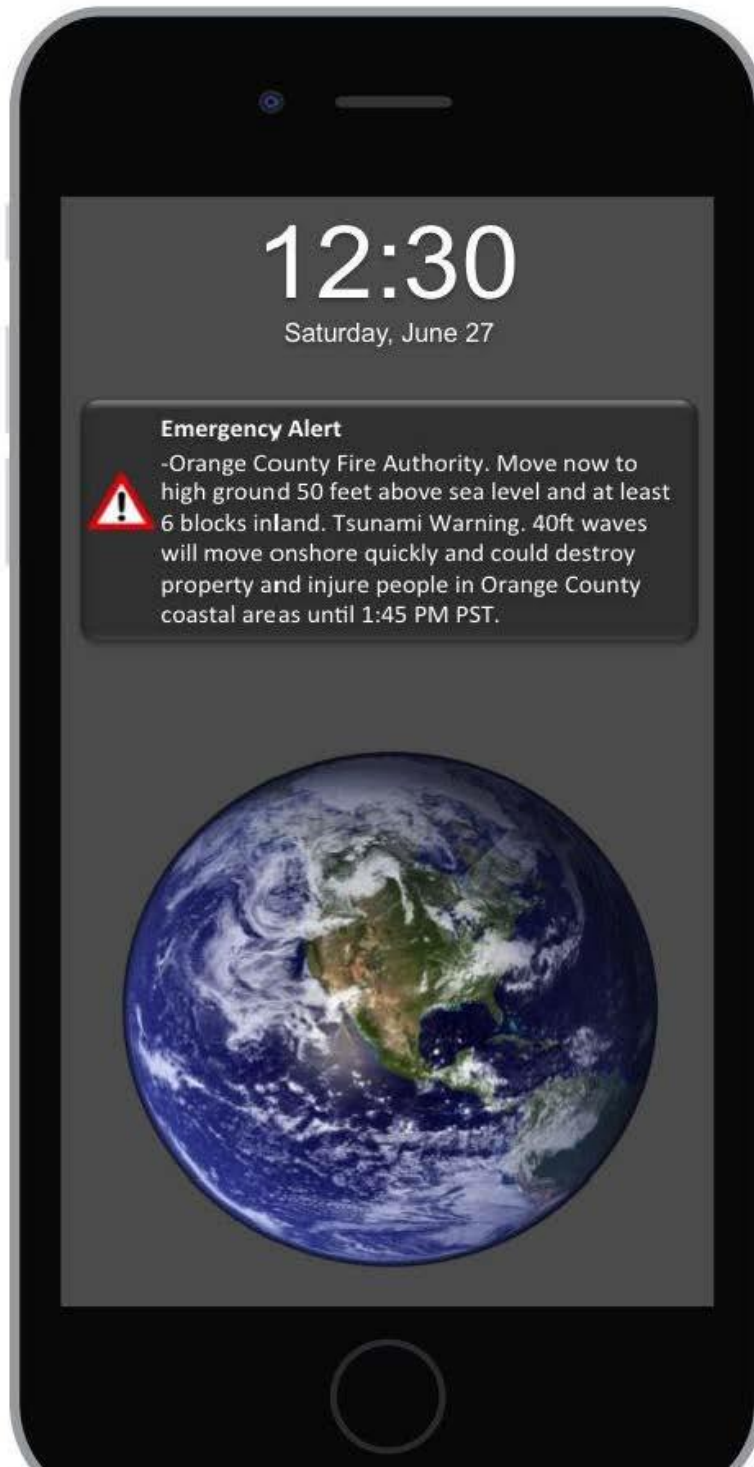 12:30
Saturday, June 27
Emergency Alert
-Orange County Fire Authority. Move now to
high ground 50 feet above sea level and at least
6 blocks inland. Tsunami Warning. 40ft waves
will move onshore quickly and could destroy
property and injure people in Orange County
coastal areas until 1:45 PM PST.